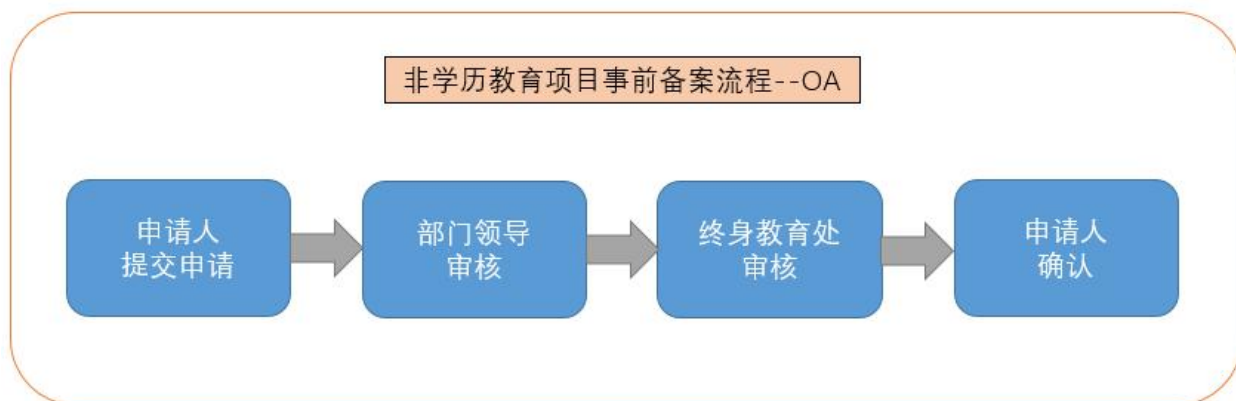 非学历教育项目事前备案流程--OA
申请人
提交申请
部门领导
审核
终身教育处
审核
申请人
确认